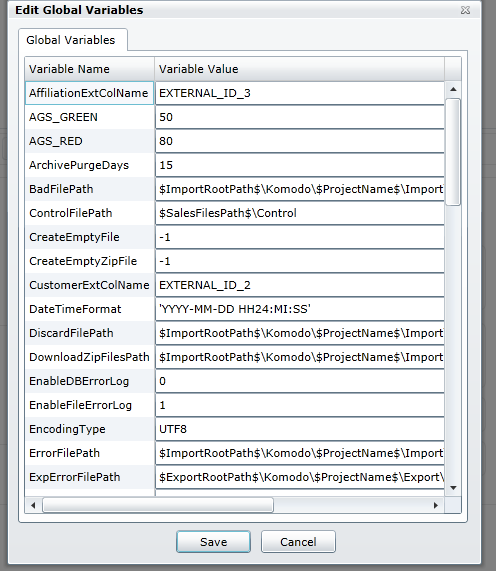 Edit Global Variables
Global Variables
Variable Name Variable Value
AffiliationExtColName EXTERNAL_ID_3
AGS_GREEN 50
AGS_RED 80
ArchivePurgeDays 15
BadFilePath $ImportRootPath$\Komodo\$ProjectName$\Import
ControlFilePath $SalesFilesPath$\Control
CreateEmptyFile -1
CreateEmptyZipFile -1
CustomerExtColName EXTERNAL_ID_2
DateTimeFormat 'YYYY-MM-DD HH24:MI:SS'
DiscardFilePath $ImportRootPath$\Komodo\$ProjectName$\Import
DownloadZipFilesPath $ImportRootPath$\Komodo\$ProjectName$\Import
EnableDBErrorLog 0
EnableFileErrorLog 1
EncodingType UTF8
ErrorFilePath $ImportRootPath$\Komodo\$ProjectName$\Import
ExpErrorFilePath $ExportRootPath$\Komodo\$ProjectName$\Export\
Save Cancel